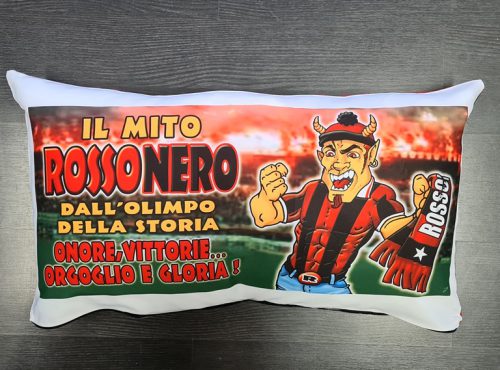 IL MITO
ROSSONERO
DALL'OLIMPO
DELLA STORIA
ONORE, VITTORIE...
ORGOGLIO E GLORIA!
ROSSO